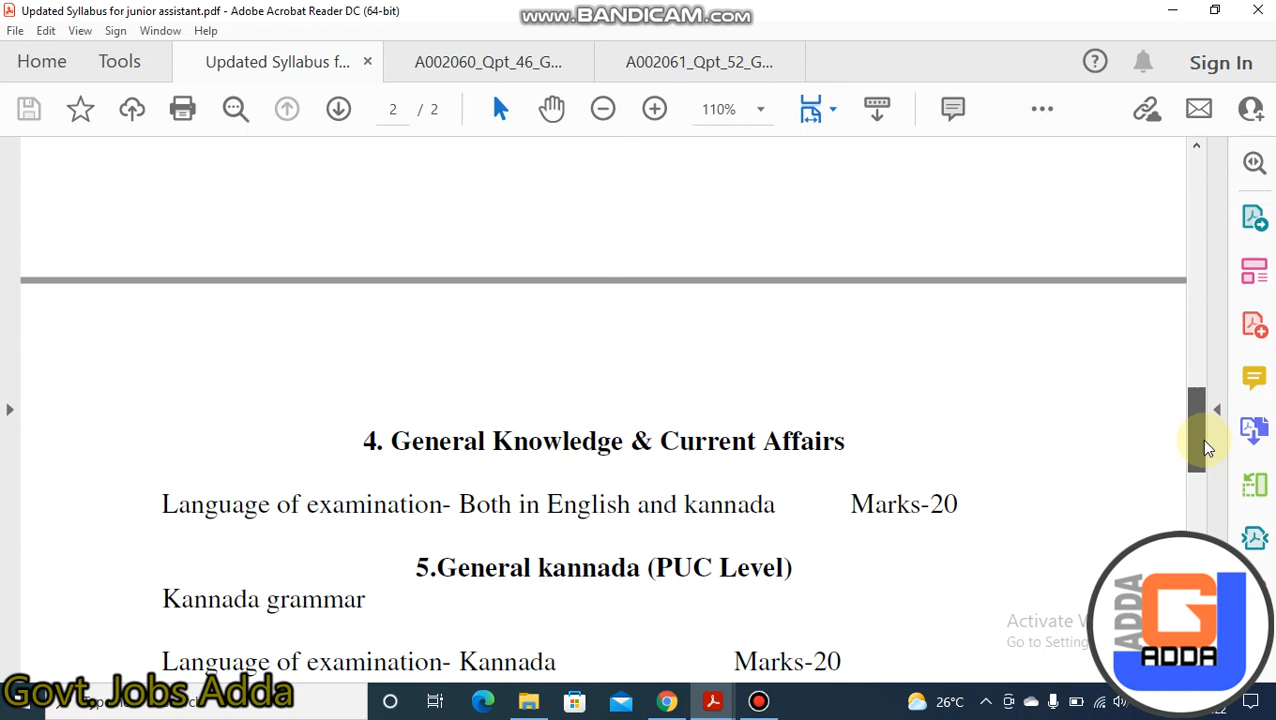 Updated Syllabus for junior assistant.pdf - Adobe Acrobat Reader DC (64-bit)
www.BANDICAM.com
File Edit View Sign Window Help
Home Tools Updated Syllabus f... × A002060_Qpt_46_G... A002061_Qpt_52_G... Sign In
2 / 2 110%
4. General Knowledge & Current Affairs
Language of examination- Both in English and kannada Marks-20
5.General kannada (PUC Level)
Kannada grammar
Language of examination- Kannada Marks-20
Go to Setting
ADDA
G
J
ADDA
Govt. Jobs Adda
26°C